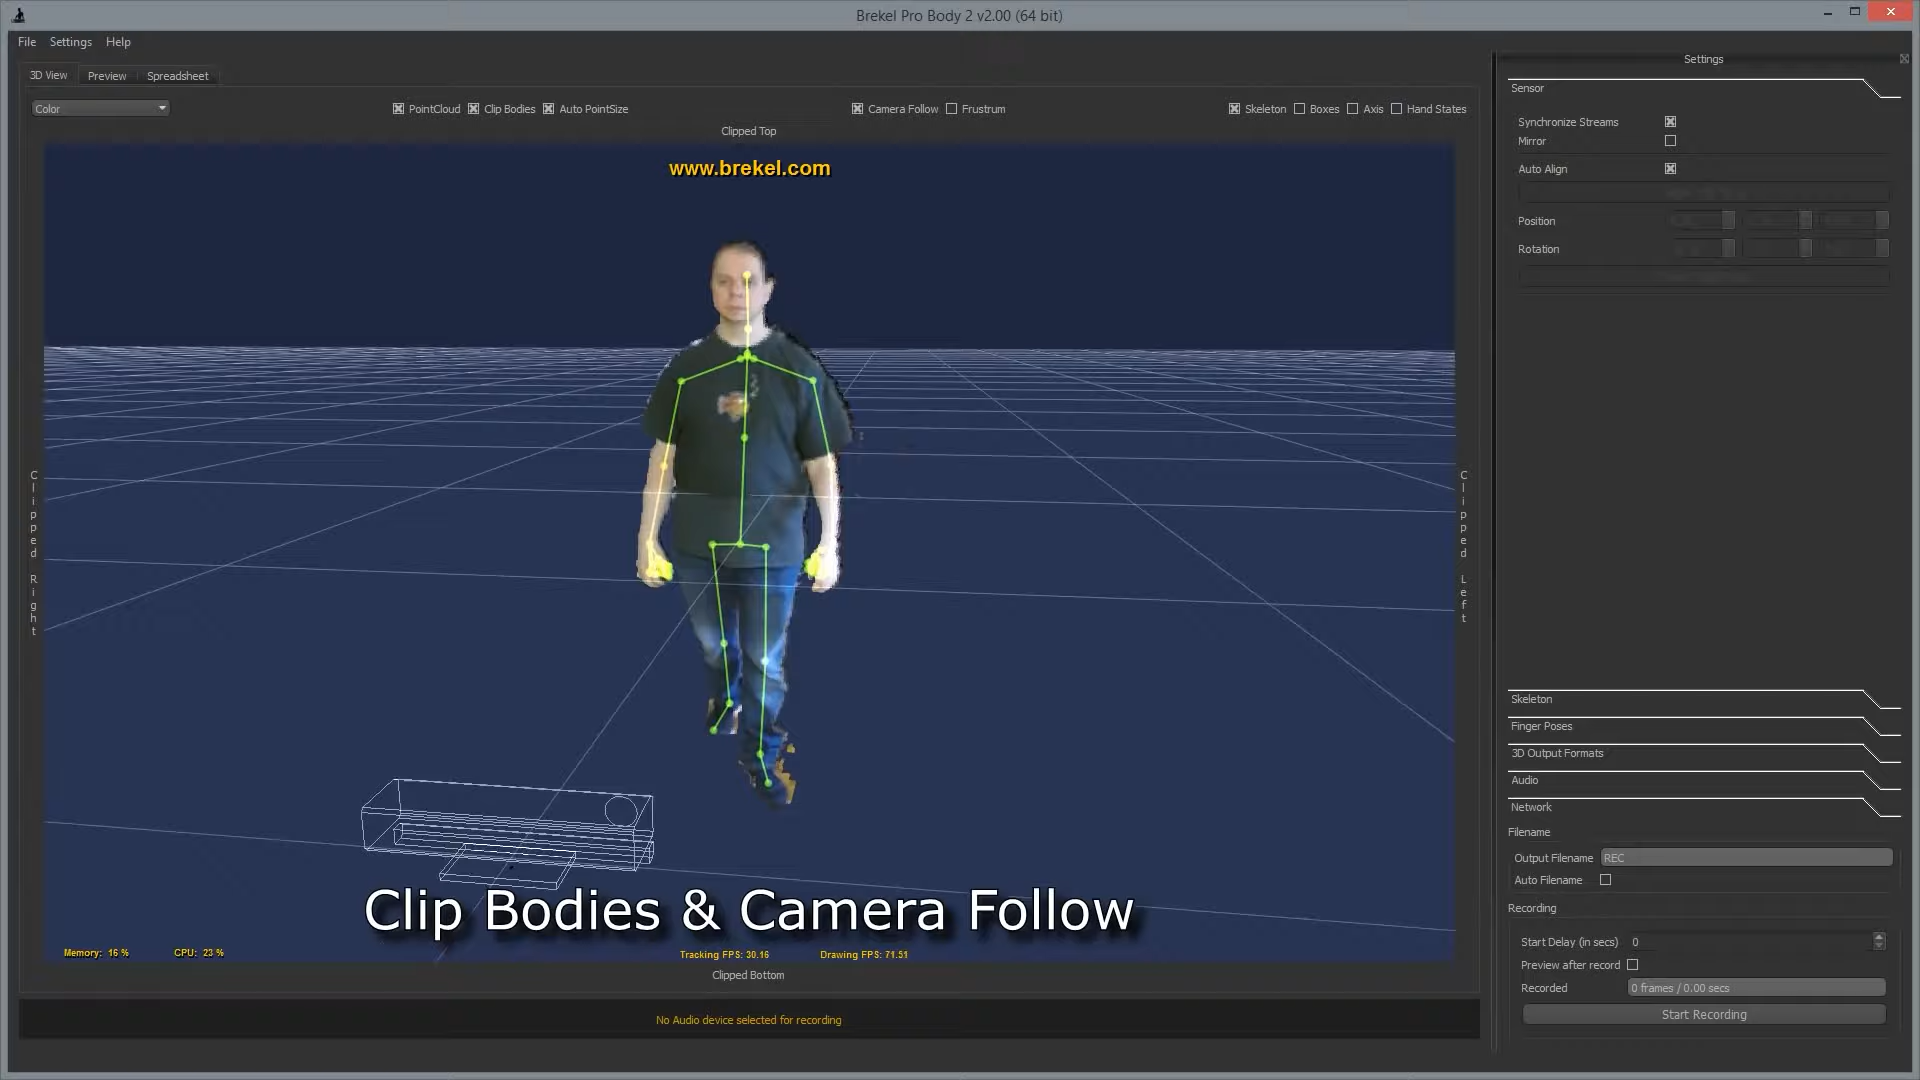 Brekel Pro Body 2 v2.00 (64 bit)
File Settings Help
3D View Preview Spreadsheet
Color PointCloud Clip Bodies Auto PointSize Camera Follow Frustrum Skeleton Boxes Axis Hand States
Clipped Top
www.brekel.com
Clipped Right
Clipped Left
Clip Bodies & Camera Follow
Memory: 16 % CPU: 23 % Tracking FPS: 30.16 Drawing FPS: 71.51
Clipped Bottom
No Audio device selected for recording
Settings
Sensor
Synchronize Streams
Mirror
Auto Align
Position
Rotation
Skeleton
Finger Poses
3D Output Formats
Audio
Network
Filename
Output Filename REC
Auto Filename
Recording
Start Delay (in secs) 0
Preview after record
Recorded 0 frames / 0.00 secs
Start Recording